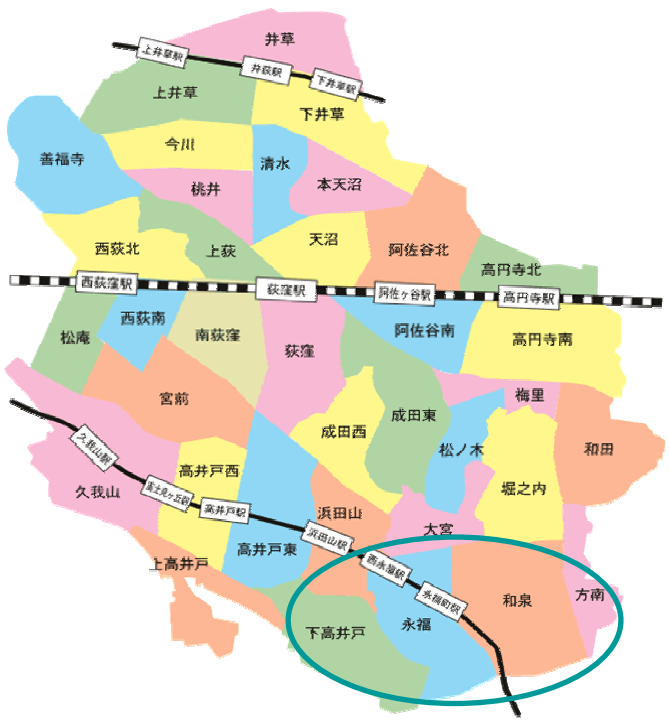 井草
上井草駅
井荻駅
下井草駅
上井草
下井草
今川
善福寺
清水
本天沼
桃井
西荻北
上荻
天沼
阿佐谷北
高円寺北
西荻窪駅
荻窪駅
阿佐ヶ谷駅
高円寺駅
松庵
西荻南
南荻窪
荻窪
阿佐谷南
高円寺南
宮前
成田西
成田東
梅里
松ノ木
和田
久我山駅
高井戸西
堀之内
久我山
富士見ヶ丘駅
高井戸駅
浜田山
大宮
上高井戸
高井戸東
浜田山駅
西永福駅
永福町駅
和泉
方南
下高井戸
永福